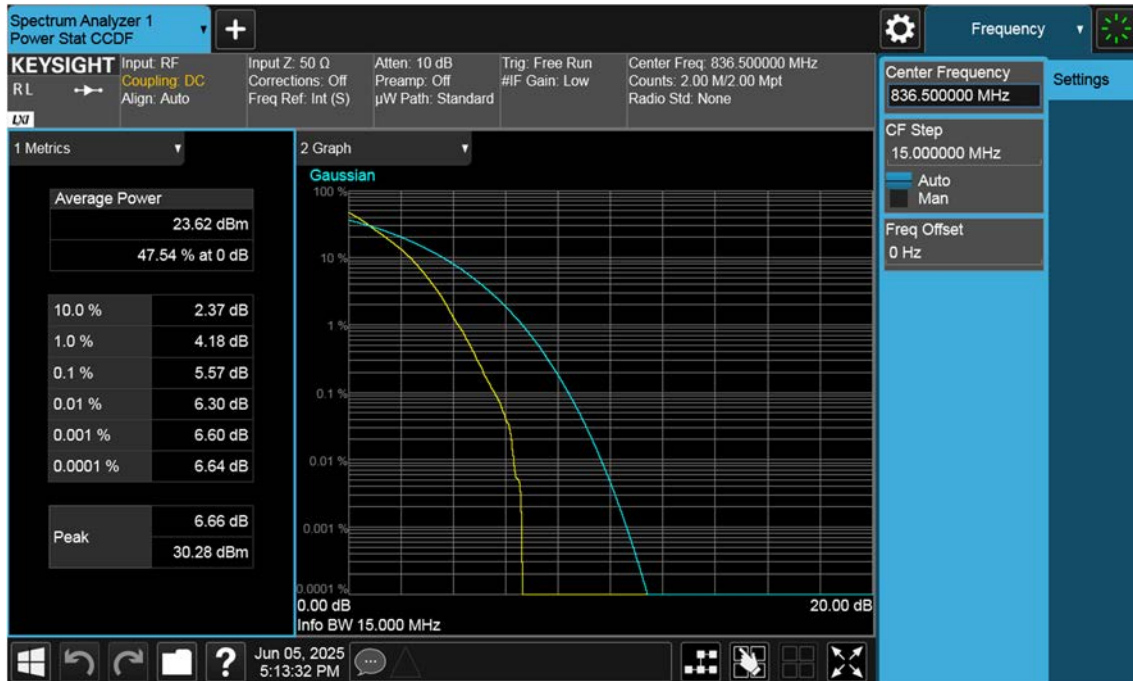 Spectrum Analyzer 1
Power Stat CCDF
Frequency
KEYSIGHT
R L
LXI
Input: RF
Coupling: DC
Align: Auto
Input Z: 50 Ω
Corrections: Off
Freq Ref: Int (S)
Atten: 10 dB
Preamp: Off
µW Path: Standard
Trig: Free Run
#IF Gain: Low
Center Freq: 836.500000 MHz
Counts: 2.00 M/2.00 Mpt
Radio Std: None
Center Frequency
836.500000 MHz
CF Step
15.000000 MHz
Auto
Man
Freq Offset
0 Hz
Settings
1 Metrics
Average Power
23.62 dBm
47.54 % at 0 dB
10.0 % 2.37 dB
1.0 % 4.18 dB
0.1 % 5.57 dB
0.01 % 6.30 dB
0.001 % 6.60 dB
0.0001 % 6.64 dB
Peak
6.66 dB
30.28 dBm
2 Graph
Gaussian
100 %
10 %
1 %
0.1 %
0.01 %
0.001 %
0.0001 %
0.00 dB 20.00 dB
Info BW 15.000 MHz
?
Jun 05, 2025
5:13:32 PM